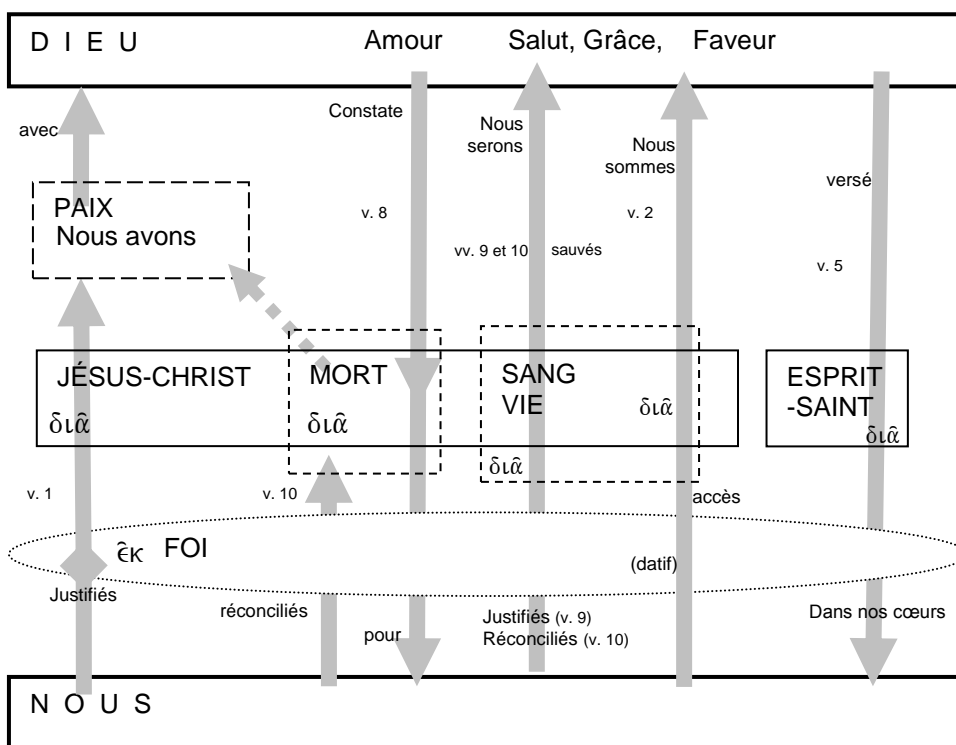 D I E U Amour Salut, Grâce, Faveur
Constate
avec
Nous
serons
Nous
sommes
versé
PAIX
Nous avons
v. 8
v. 2
vv. 9 et 10 sauvés
v. 5
JÉSUS-CHRIST
διᾶ
MORT
διᾶ
SANG
VIE
διᾶ
διᾶ
ESPRIT
-SAINT
διᾶ
v. 1
v. 10
accès
ε̂κ FOI
(datif)
Justifiés
réconciliés
pour
Justifiés (v. 9)
Réconciliés (v. 10)
Dans nos cœurs
N O U S